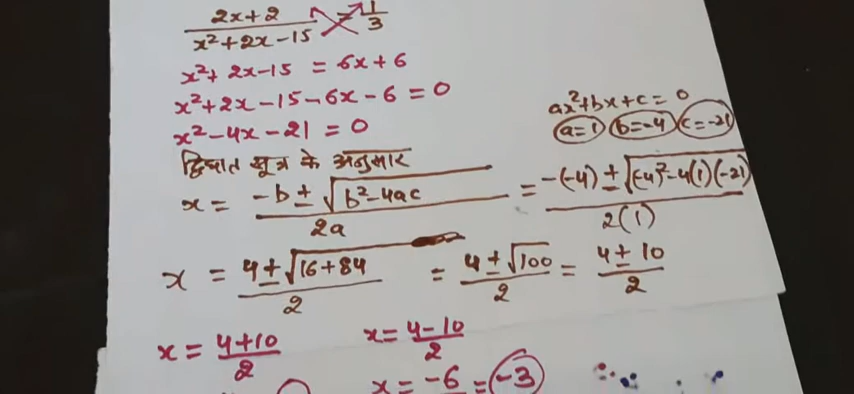 2x+2 / x²+2x-15 = 1/3
x²+2x-15 = 6x+6
x²+2x-15-6x-6 = 0
x²-4x-21 = 0
ax²+bx+c = 0
a=1 b=-4 c=-21
द्विघात सूत्र के अनुसार
x = -b ± √b²-4ac / 2a = -(-4) ± √(-4)²-4(1)(-21) / 2(1)
x = 4 ± √16+84 / 2 = 4 ± √100 / 2 = 4 ± 10 / 2
x = 4+10 / 2 x = 4-10 / 2
x = -6 = -3